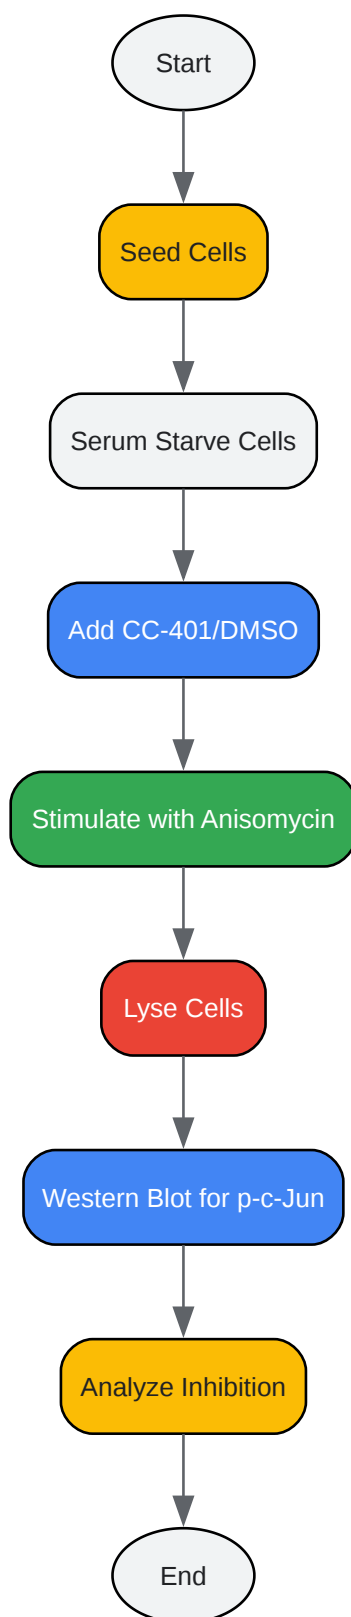 Start
Seed Cells
Serum Starve Cells
Add CC-401/DMSO
Stimulate with Anisomycin
Lyse Cells
Western Blot for p-c-Jun
Analyze Inhibition
End